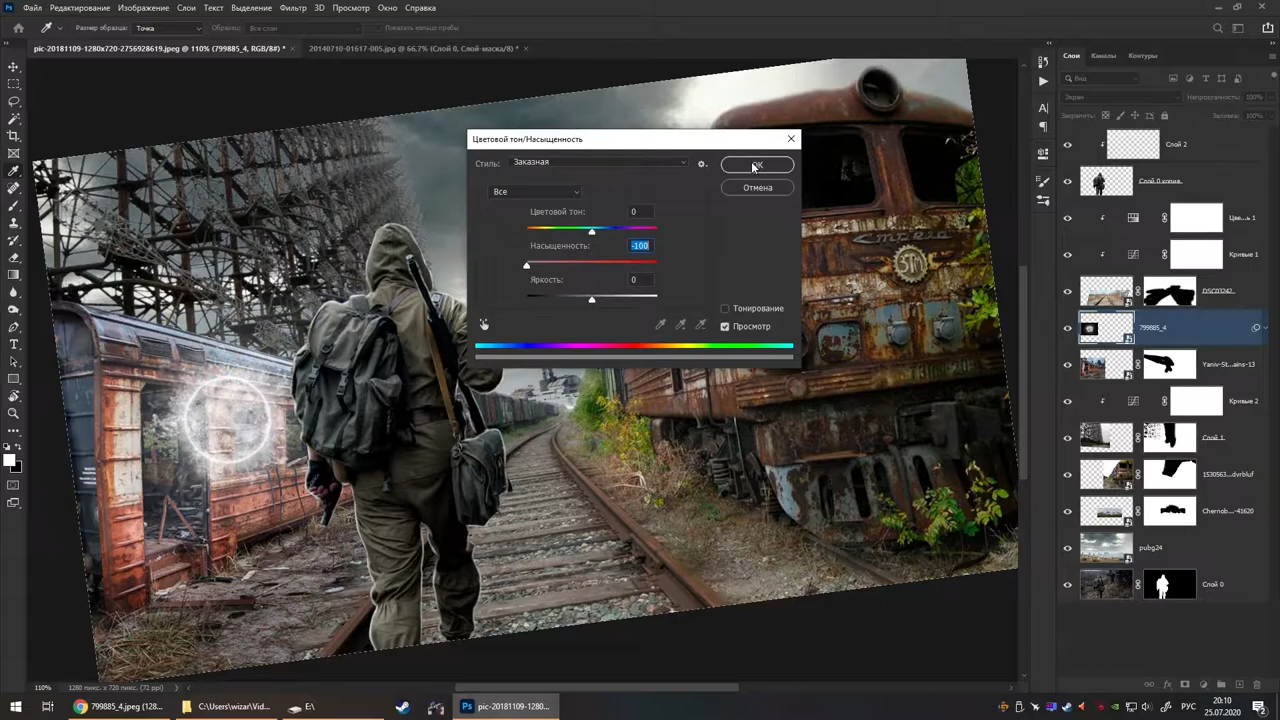 Файл Редактирование Изображение Слои Текст Выделение Фильтр 3D Просмотр Окно Справка
Размер образца: Точка Образец: Все слои Показать кольцо пробы
pic-20181109-1280x720-2756928619.jpeg @ 110% (799885_4, RGB/8#) * × 20140710-01617-005.jpg @ 66,7% (Слой 0, Слой-маска/8) * ×
Слои Каналы Контуры
Вид
Экран Непрозрачность: 100%
Закрепить: Заливка: 100%
Слой 2
Слой 0 копия
Цве...ь 1
Кривые 1
DSC03242
799885_4
Yaniv-St...ains-13
Кривые 2
Слой 1
1530563...dvrbluf
Chernob...-41620
pubg24
Слой 0
Цветовой тон/Насыщенность
Стиль: Заказная
OK
Отмена
Все
Цветовой тон: 0
Насыщенность: -100
Яркость: 0
Тонирование
Просмотр
110% 1280 пикс. x 720 пикс. (72 ppi)
799885_4.jpeg (128... C:\Users\wizar\Vid... E:\ pic-20181109-1280...
РУС
20:10
25.07.2020